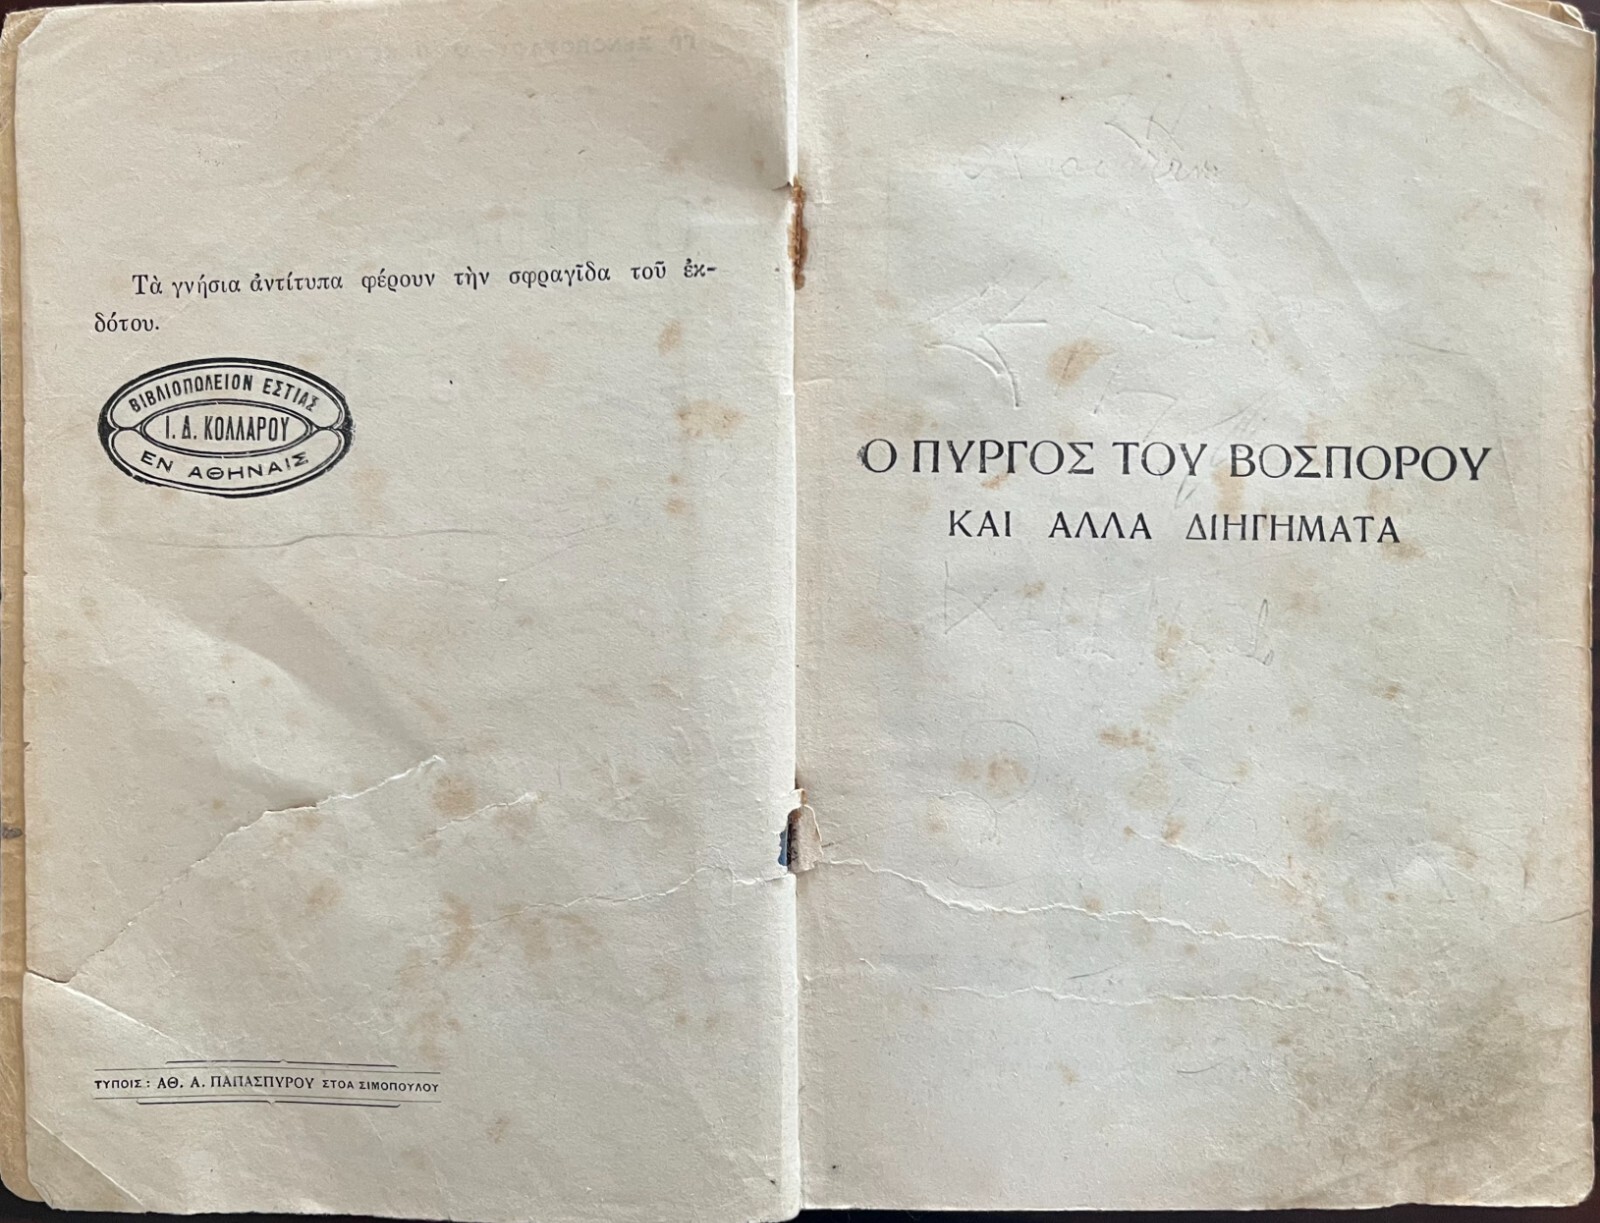 Τὰ γνήσια ἀντίτυπα φέρουν τὴν σφραγῖδα τοῦ ἐκ-
δότου.
ΒΙΒΛΙΟΠΩΛΕΙΟΝ ΕΣΤΙΑΣ
Ι. Δ. ΚΟΛΛΑΡΟΥ
ΕΝ ΑΘΗΝΑΙΣ
ΤΥΠΟΙΣ: ΑΘ. Α. ΠΑΠΑΣΠΥΡΟΥ ΣΤΟΑ ΣΙΜΟΠΟΥΛΟΥ
Ο ΠΥΡΓΟΣ ΤΟΥ ΒΟΣΠΟΡΟΥ
ΚΑΙ ΑΛΛΑ ΔΙΗΓΗΜΑΤΑ